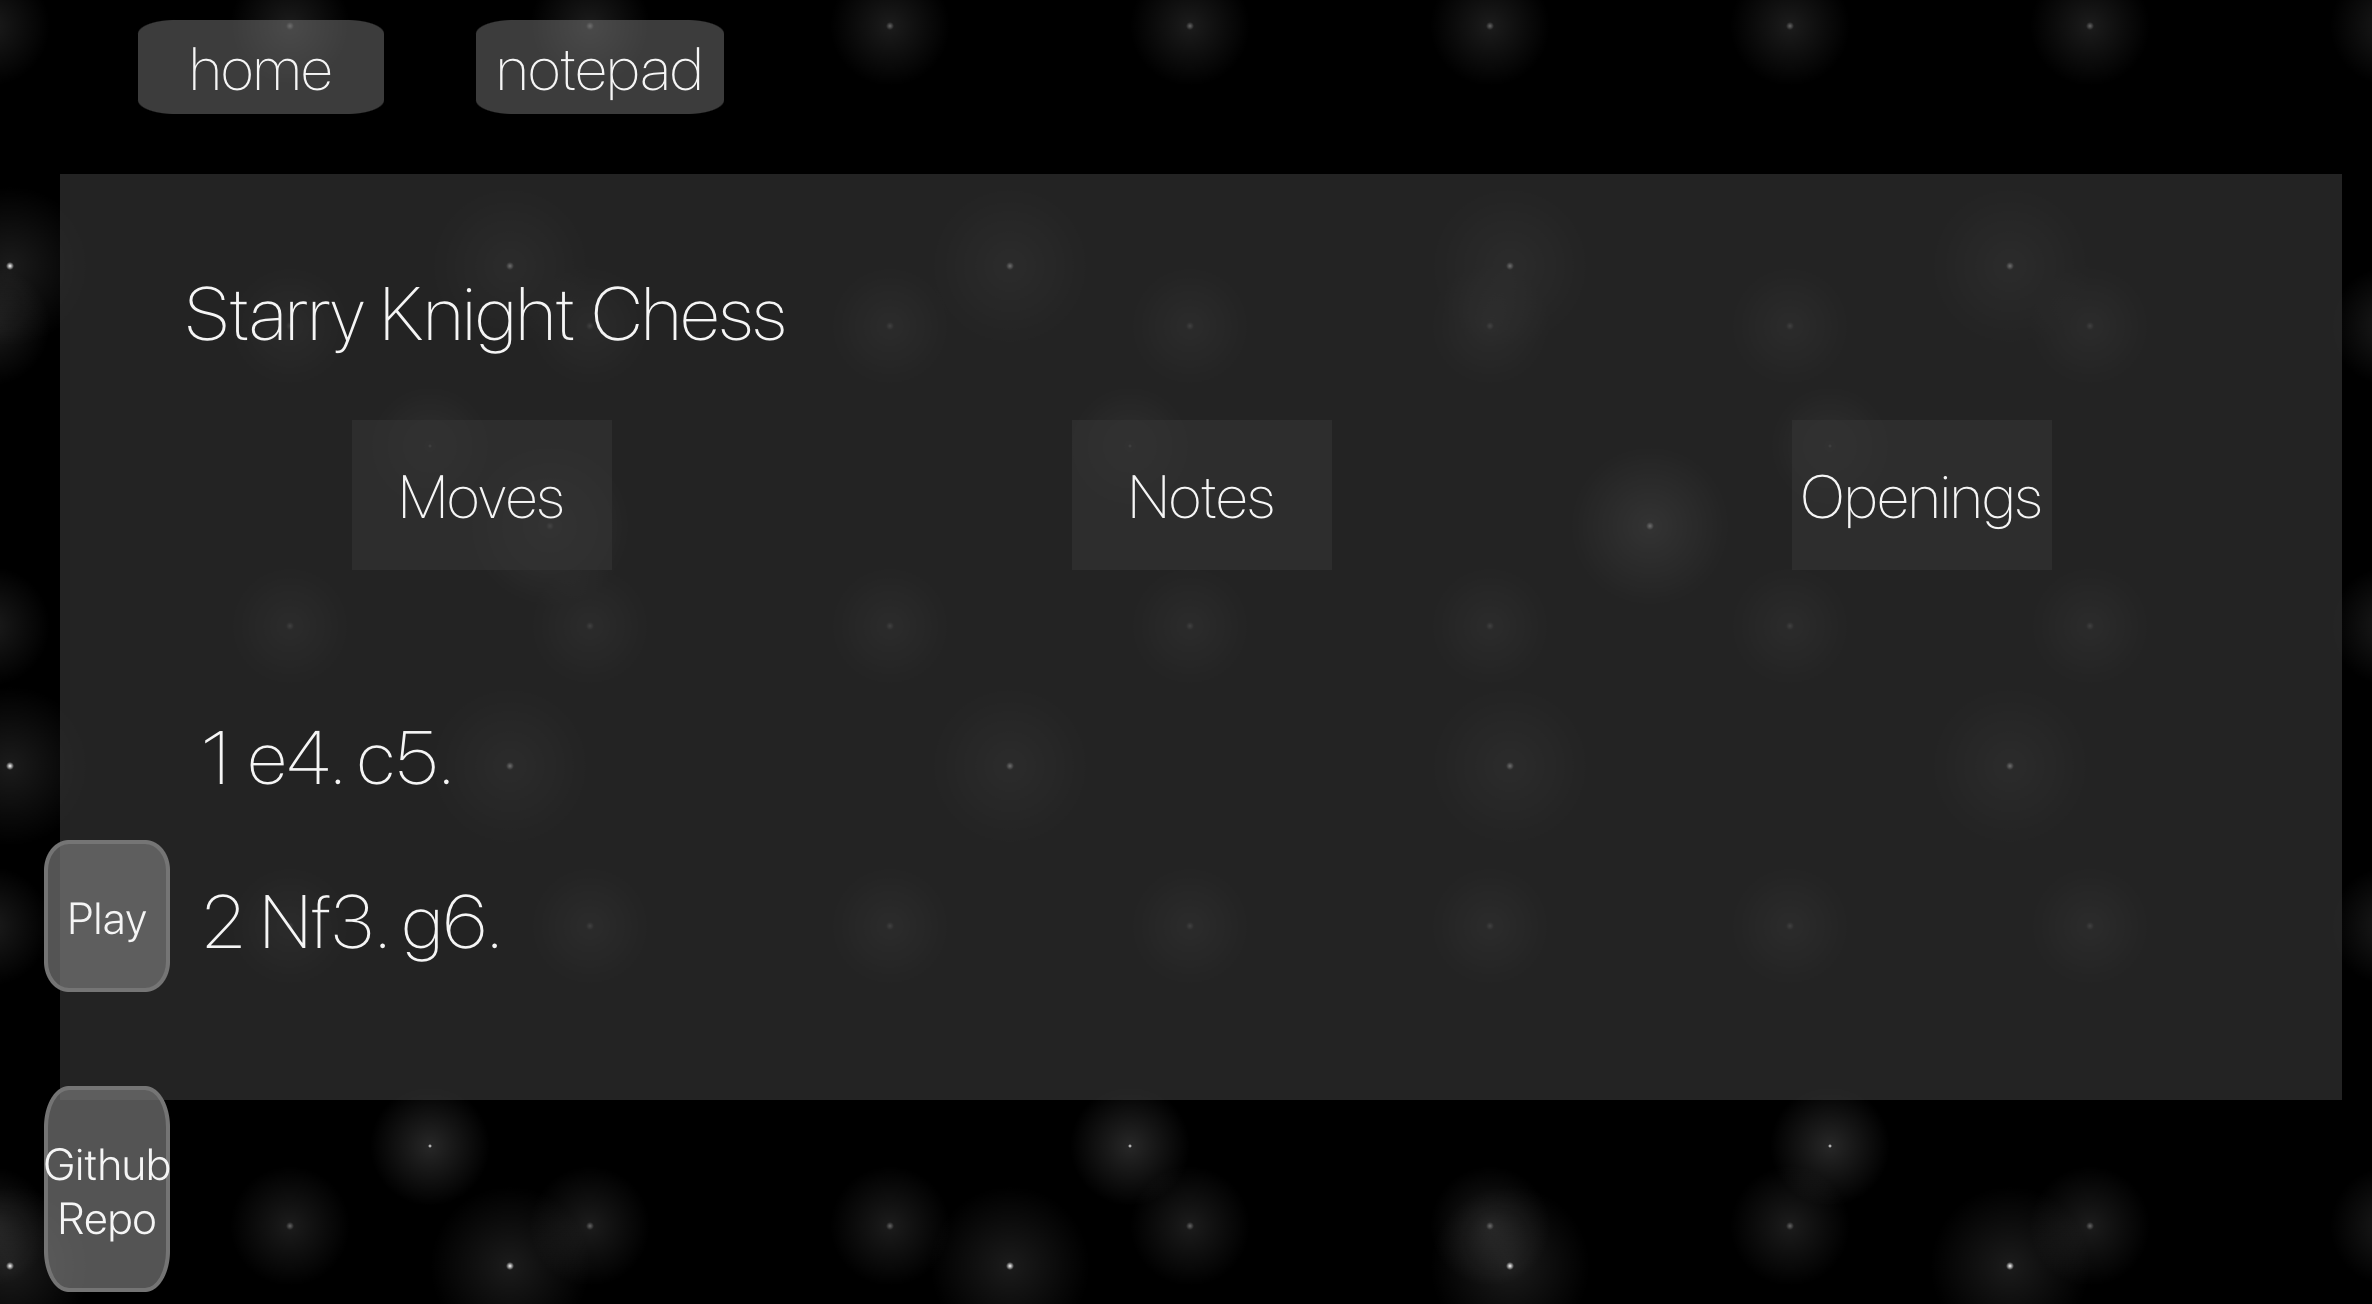 home notepad
Starry Knight Chess
Moves Notes Openings
1 e4. c5.
Play
2 Nf3. g6.
Github
Repo